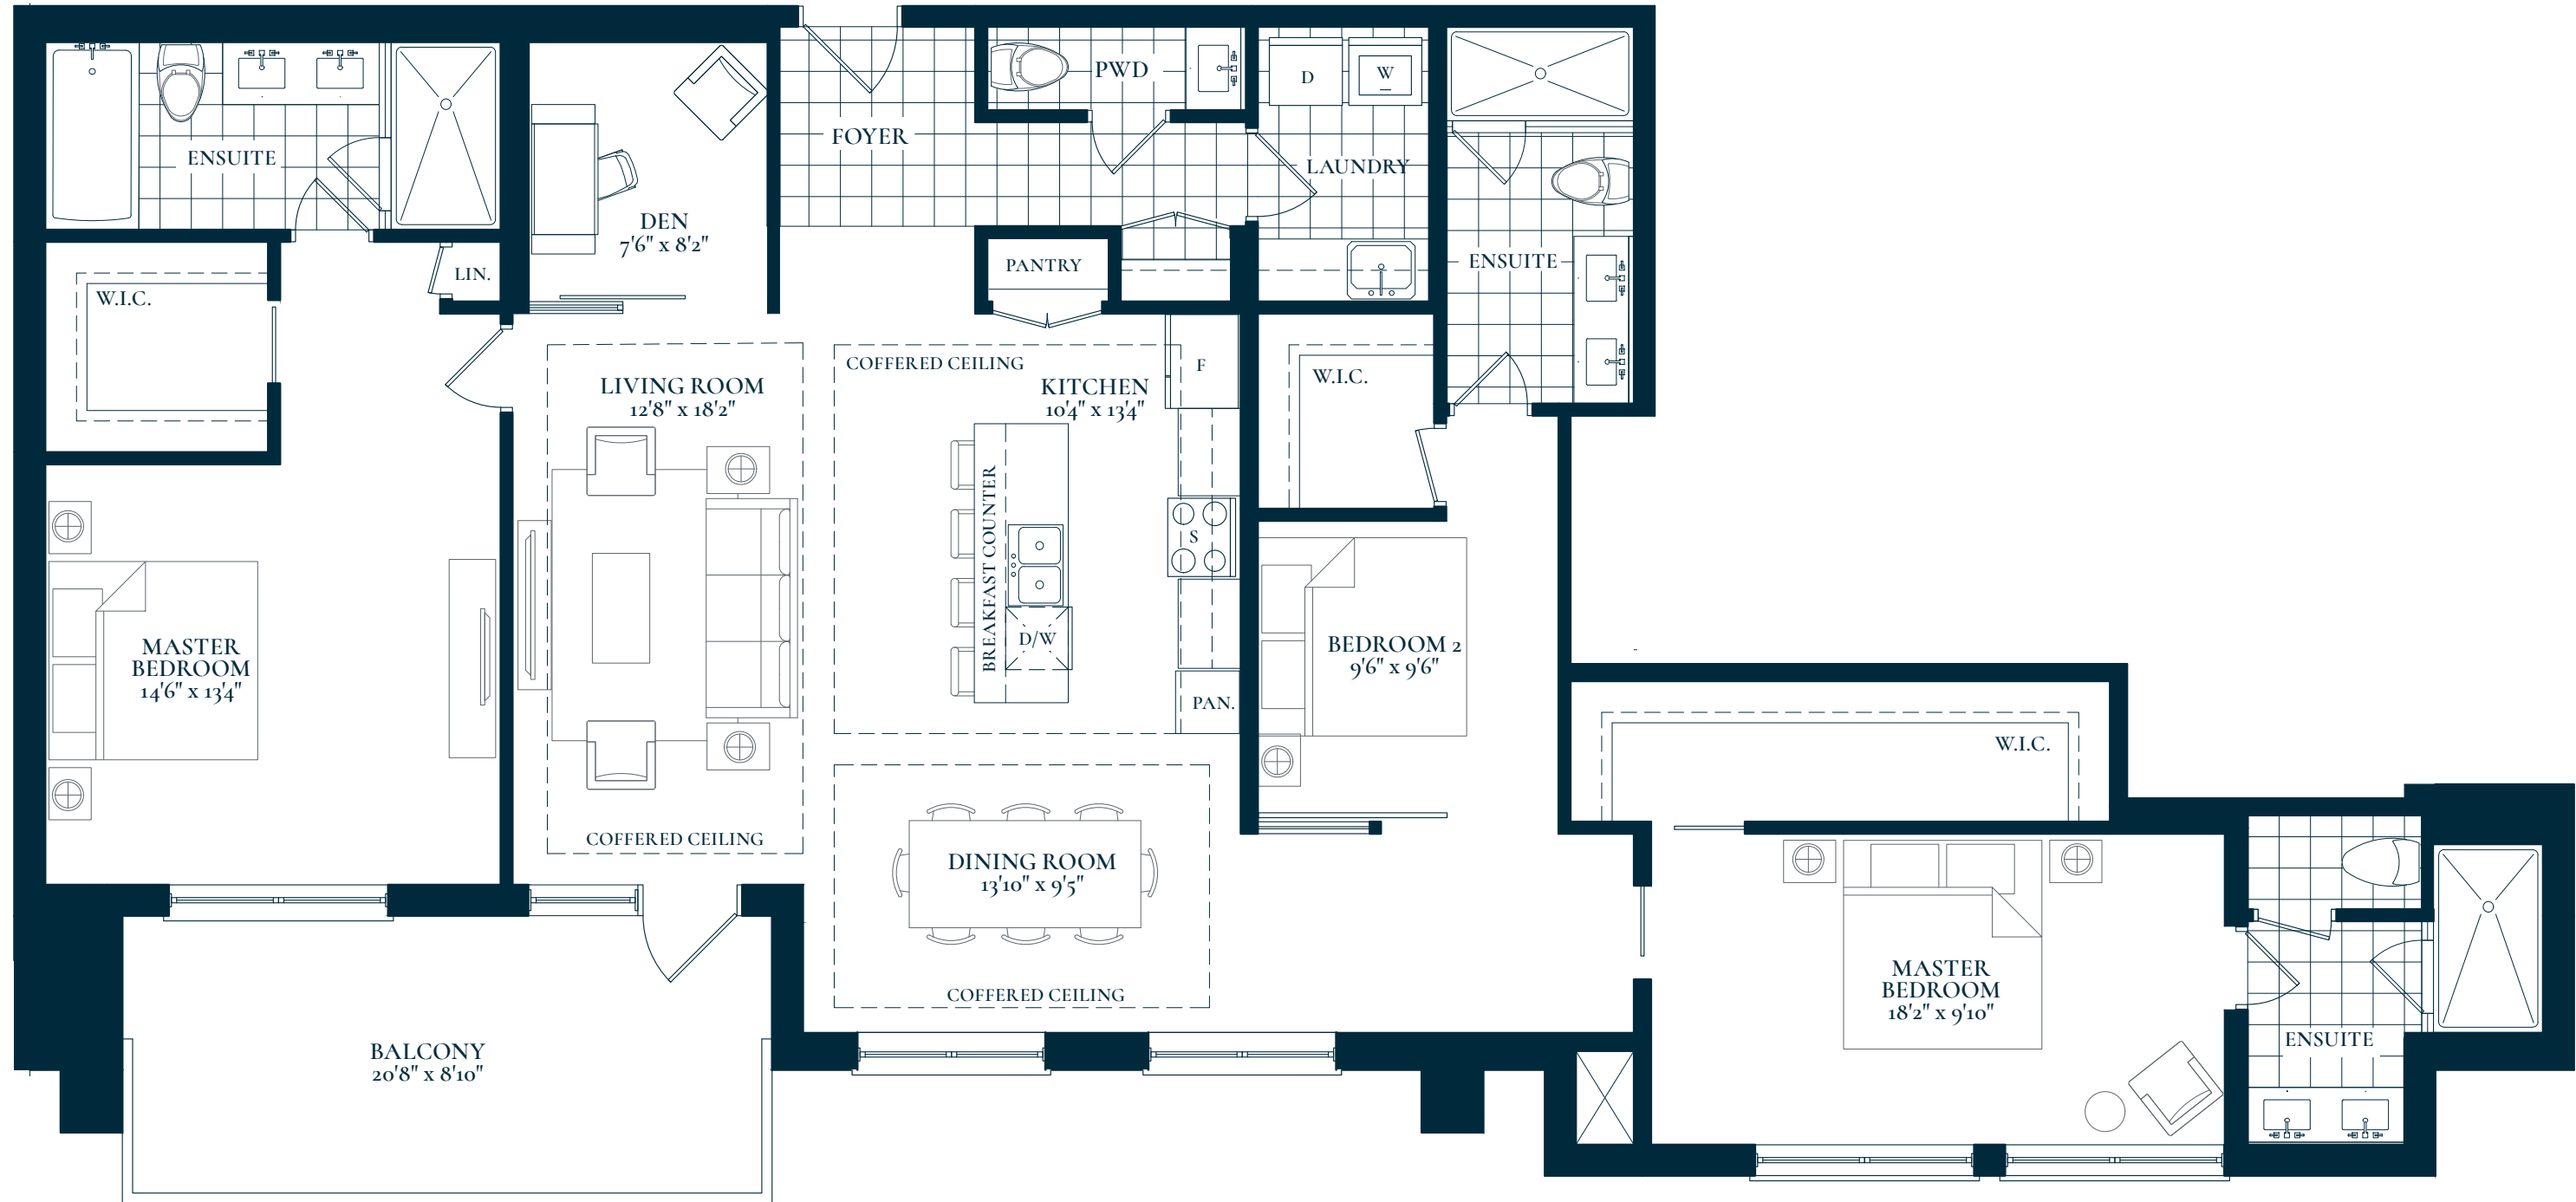 PWD
D
W
FOYER
ENSUITE
LAUNDRY
DEN
7'6" x 8'2"
LIN.
PANTRY
ENSUITE
W.I.C.
COFFERED CEILING
F
LIVING ROOM
12'8" x 18'2"
KITCHEN
10'4" x 13'4"
W.I.C.
BREAKFAST COUNTER
S
D/W
MASTER
BEDROOM
14'6" x 13'4"
BEDROOM 2
9'6" x 9'6"
PAN.
W.I.C.
COFFERED CEILING
DINING ROOM
13'10" x 9'5"
COFFERED CEILING
MASTER
BEDROOM
18'2" x 9'10"
ENSUITE
BALCONY
20'8" x 8'10"